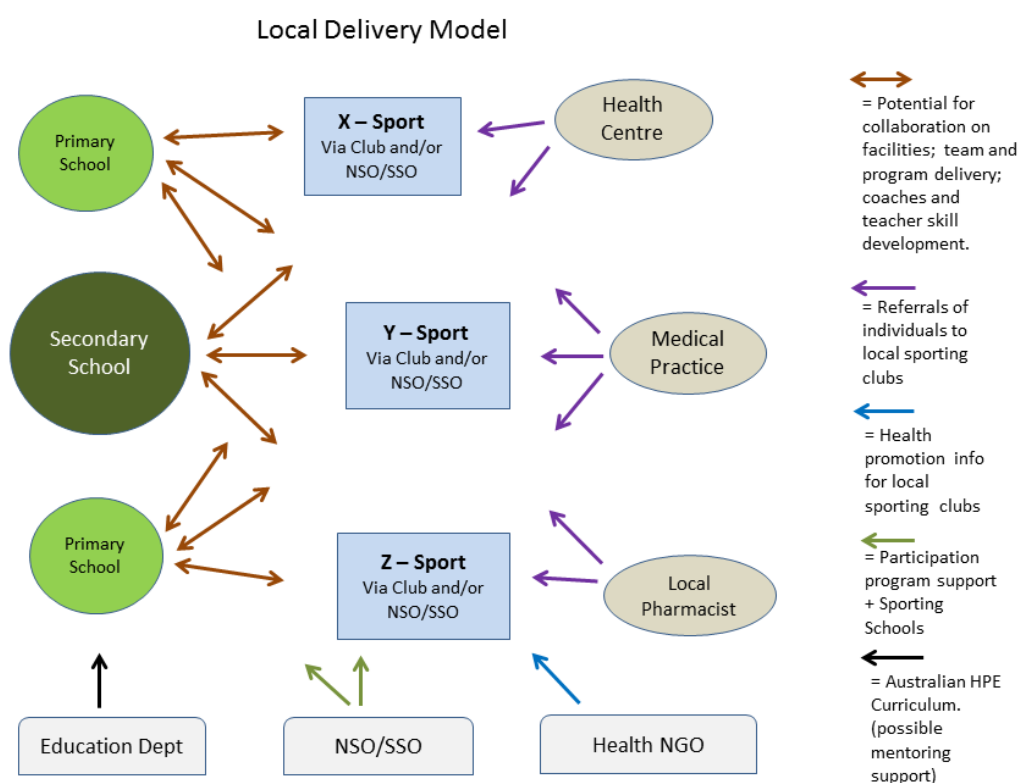 Local Delivery Model
Primary
School
X – Sport
Via Club and/or
NSO/SSO
Health
Centre
Secondary
School
Y – Sport
Via Club and/or
NSO/SSO
Medical
Practice
Primary
School
Z – Sport
Via Club and/or
NSO/SSO
Local
Pharmacist
Education Dept
NSO/SSO
Health NGO
= Potential for
collaboration on
facilities; team and
program delivery;
coaches and
teacher skill
development.
= Referrals of
individuals to
local sporting
clubs
= Health
promotion info
for local
sporting clubs
= Participation
program support
+ Sporting
Schools
= Australian HPE
Curriculum.
(possible
mentoring
support)